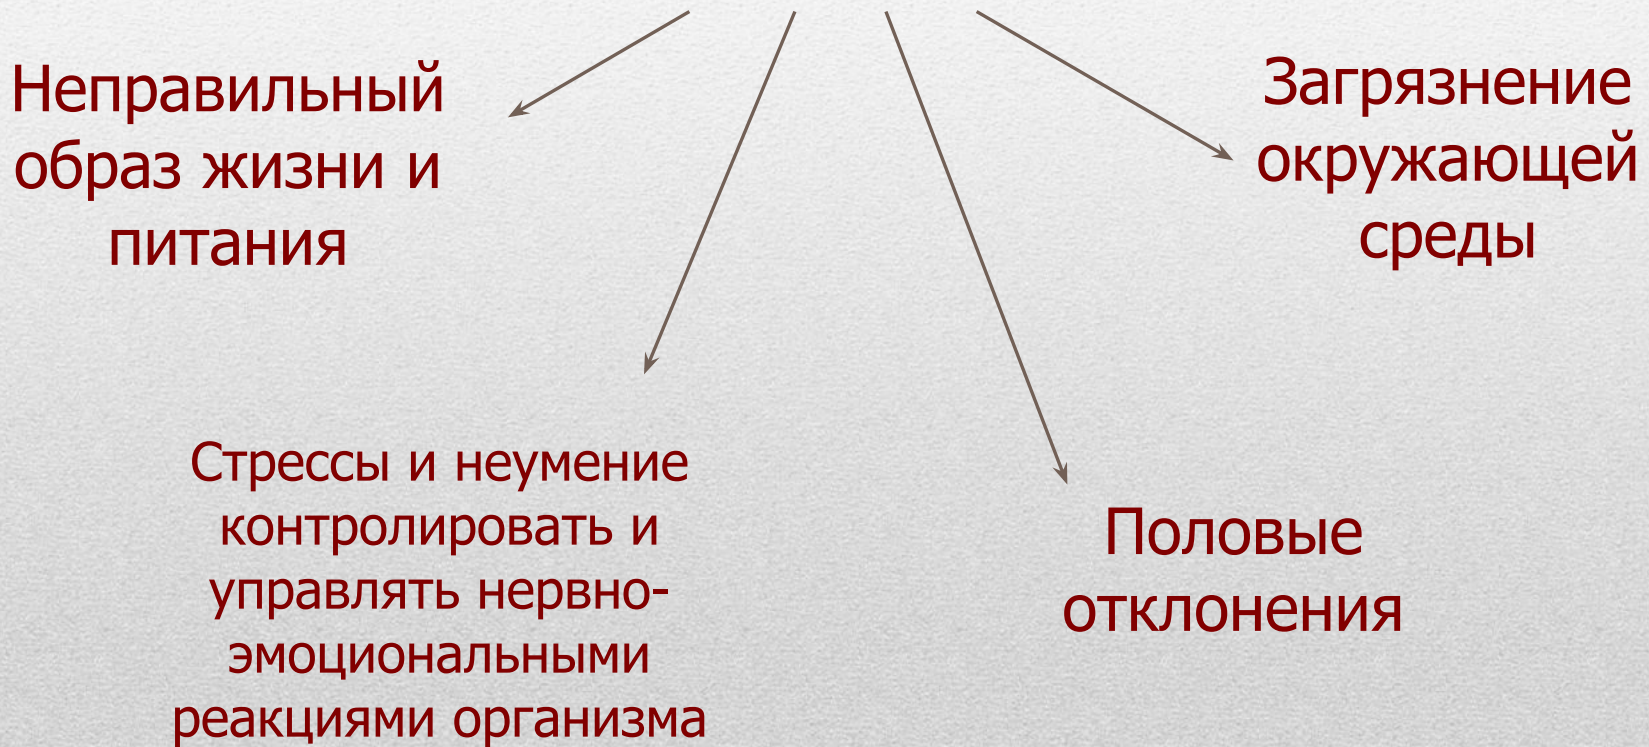 Неправильный
образ жизни и
питания
Загрязнение
окружающей
среды
Стрессы и неумение
контролировать и
управлять нервно-
эмоциональными
реакциями организма
Половые
отклонения